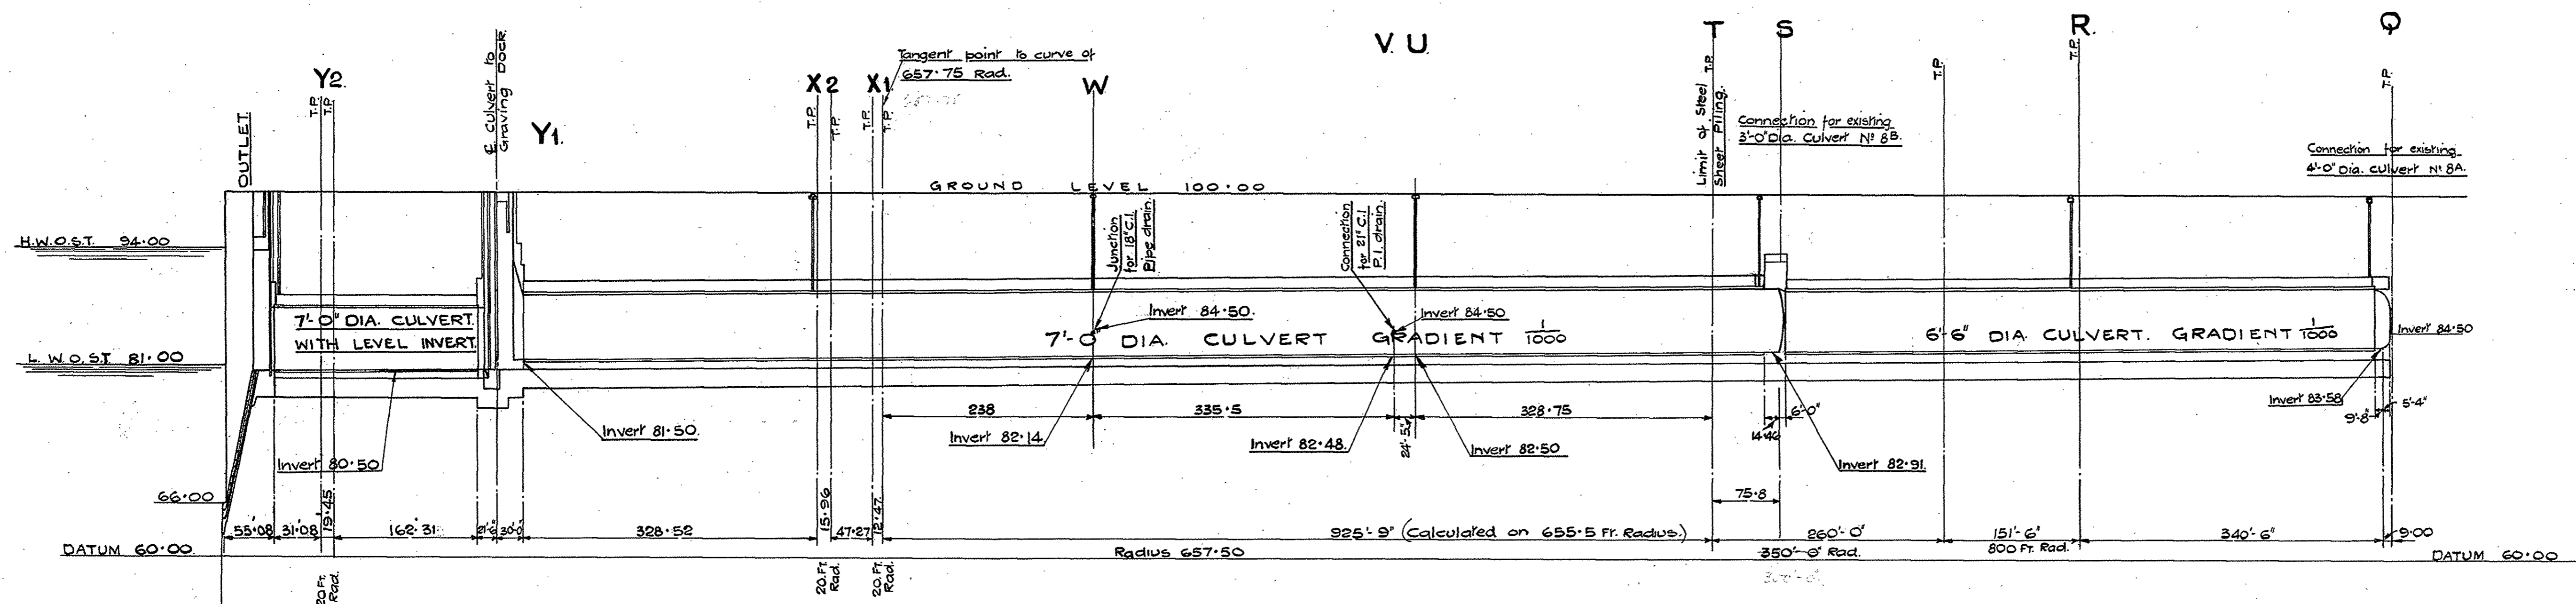 Q
R.
S
T
V. U.
W
X1
X2
Y1.
Y2.
T.P.
T.P.
T.P.
T.P.
T.P.
T.P.
T.P.
T.P.
T.P.
T.P.
T.P.
Tangent point to curve of
657·75 Rad.
OUTLET.
℄ Culvert to
Graving Dock.
Limit of Steel
Sheet Piling.
Connection for existing
3'-0" Dia. Culvert Nº 8B.
Connection for existing
4'-0" Dia. Culvert Nº 8A.
GROUND LEVEL 100·00
H.W.O.S.T. 94·00
L.W.O.S.T. 81·00
66·00
Junction
for 18" C.I.
Pipe drain.
Connection
for 21" C.I.
P.I. drain.
7'-0" DIA. CULVERT.
WITH LEVEL INVERT.
Invert 84·50.
Invert 84·50
7'-0" DIA. CULVERT GRADIENT 1/1000
6'-6" DIA. CULVERT. GRADIENT 1/1000
Invert 84·50
Invert 80·50
Invert 81·50.
Invert 82·14.
Invert 82·48.
Invert 82·50
Invert 82·91.
Invert 83·58
238
335·5
24'-5"
328·75
14·46
6'-0"
9'-8"
5'-4"
75·8
55·08'
31·08'
19·45
162·31'
21'-6"
30'-0"
328·52
15·96
47·27
12·47
925'-9" (Calculated on 655·5 Ft. Radius.)
260'-0"
151'-6"
340'-6"
9·00
Radius 657·50
350'-0" Rad.
800 Ft. Rad.
DATUM 60·00.
DATUM 60·00
20 Ft.
Rad.
20 Ft.
Rad.
20 Ft.
Rad.